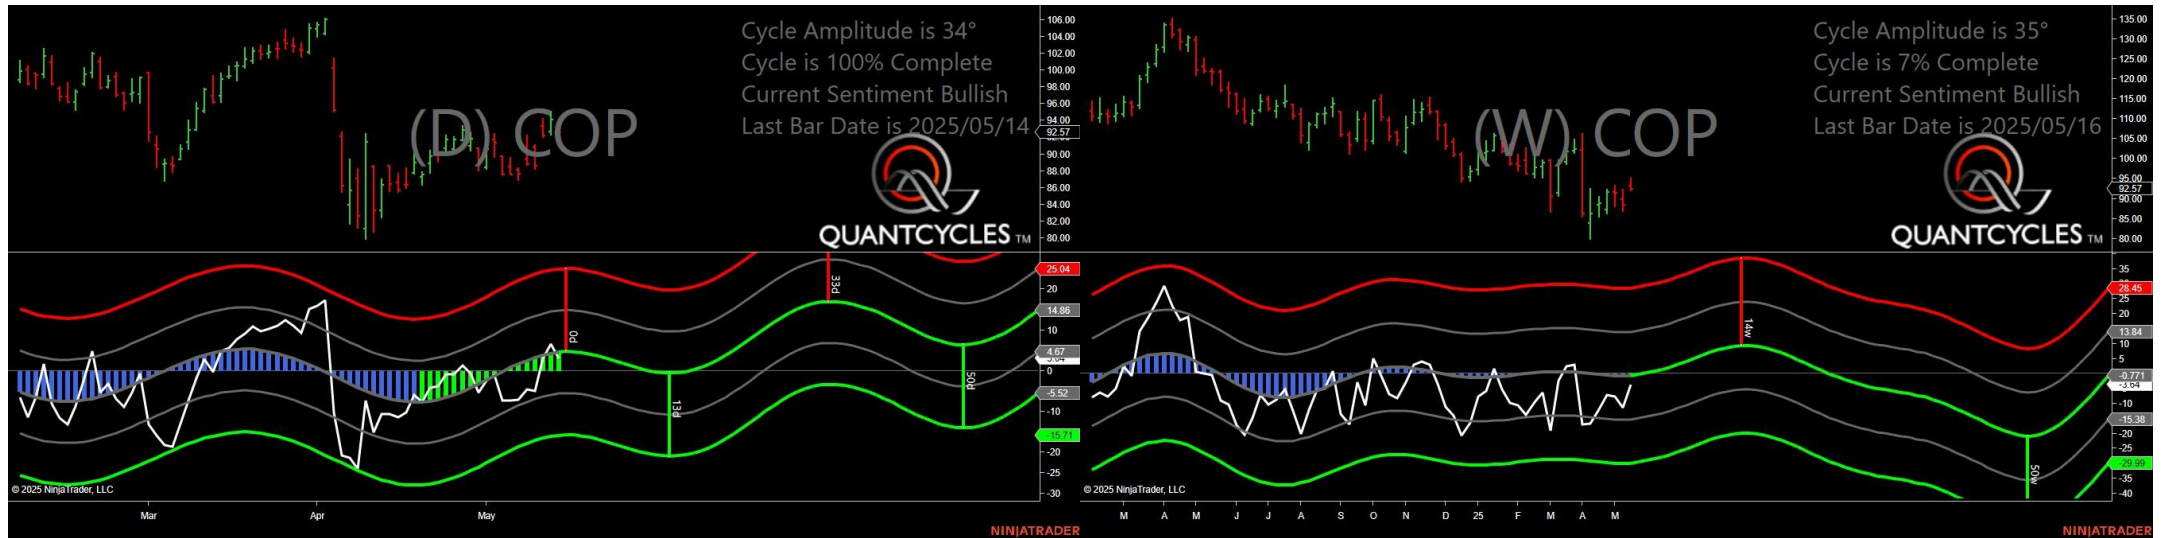 Cycle Amplitude is 34°
Cycle is 100% Complete
Current Sentiment Bullish
Last Bar Date is 2025/05/14
(D) COP
QUANTCYCLES TM
106.00
104.00
102.00
100.00
98.00
96.00
94.00
92.57
90.00
88.00
86.00
84.00
82.00
80.00
25.04
20
14.86
10
4.67
0
-5.52
-10
-15.71
-20
-25
-30
0d
13d
33d
50d
© 2025 NinjaTrader, LLC
Mar Apr May
NINJATRADER
Cycle Amplitude is 35°
Cycle is 7% Complete
Current Sentiment Bullish
Last Bar Date is 2025/05/16
(W) COP
QUANTCYCLES TM
135.00
130.00
125.00
120.00
115.00
110.00
105.00
100.00
95.00
92.57
90.00
85.00
80.00
35
28.45
25
20
13.84
10
5
-0.771
-3.64
-10
-15.38
-20
-25
-29.99
-35
-40
14w
50w
© 2025 NinjaTrader, LLC
M A M J J A S O N D 25 F M A M
NINJATRADER